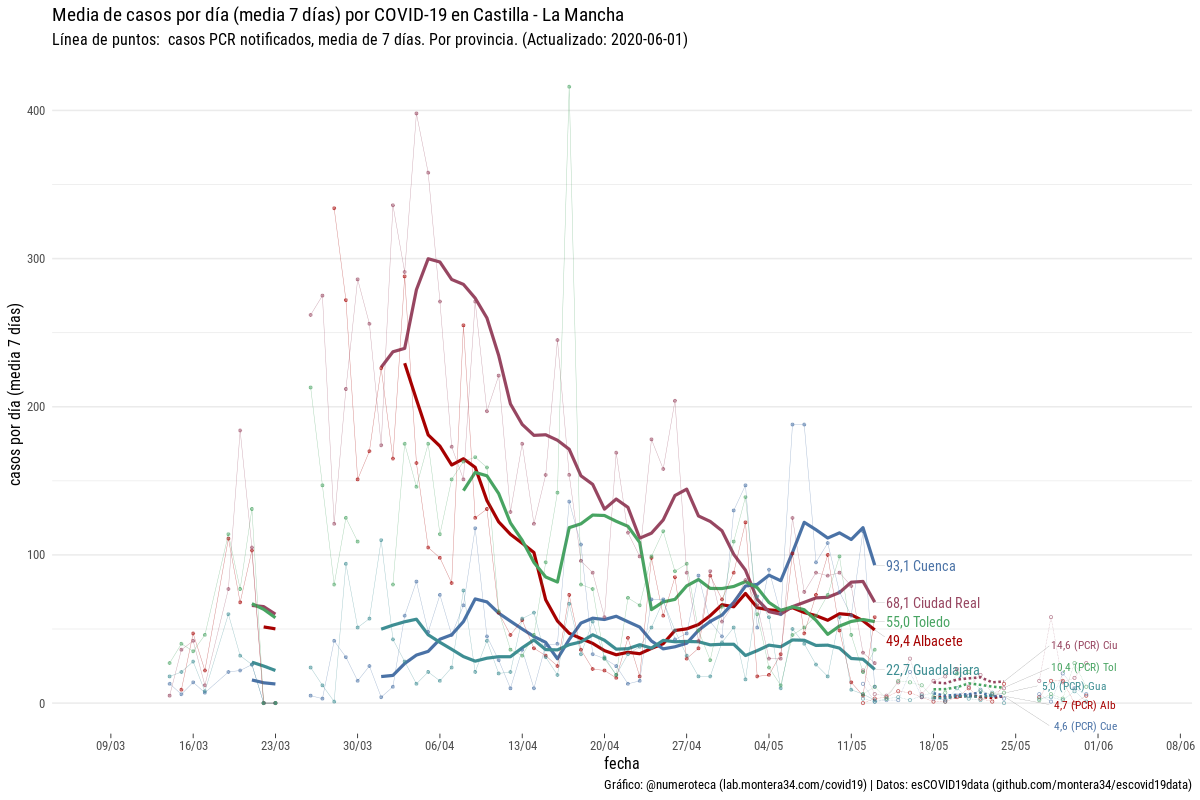 Media de casos por día (media 7 días) por COVID-19 en Castilla - La Mancha
Línea de puntos:  casos PCR notificados, media de 7 días. Por provincia. (Actualizado: 2020-06-01)
casos por día (media 7 días)
400
300
200
100
0
93,1 Cuenca
68,1 Ciudad Real
55,0 Toledo
49,4 Albacete
22,7 Guadalajara
14,6 (PCR) Ciu
10,4 (PCR) Tol
5,0 (PCR) Gua
4,7 (PCR) Alb
4,6 (PCR) Cue
09/03 16/03 23/03 30/03 06/04 13/04 20/04 27/04 04/05 11/05 18/05 25/05 01/06 08/06
fecha
Gráfico: @numeroteca (lab.montera34.com/covid19) | Datos: esCOVID19data (github.com/montera34/escovid19data)